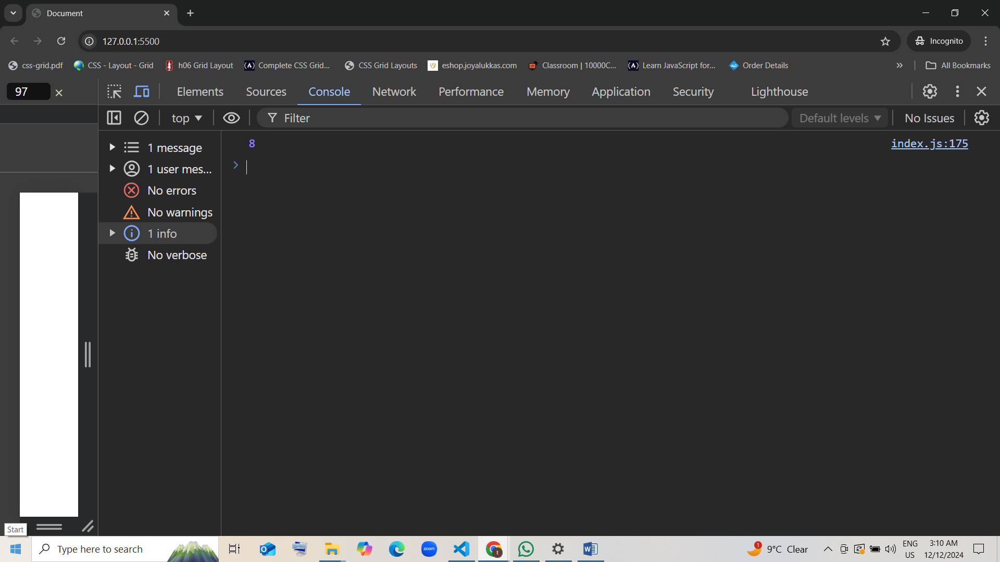 Document
127.0.0.1:5500
Incognito
css-grid.pdf
CSS - Layout - Grid
h06 Grid Layout
Complete CSS Grid...
CSS Grid Layouts
eshop.joyalukkas.com
Classroom | 10000C...
Learn JavaScript for...
Order Details
All Bookmarks
97
Elements
Sources
Console
Network
Performance
Memory
Application
Security
Lighthouse
top
Filter
Default levels
No Issues
1 message
1 user mes...
No errors
No warnings
1 info
No verbose
8
index.js:175
Start
Type here to search
zoom
1
9°C Clear
ENG
US
3:10 AM
12/12/2024